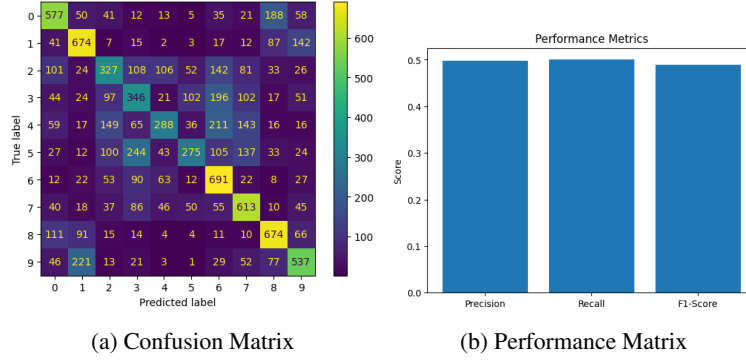 Performance Metrics
True label
0 577 50 41 12 13 5 35 21 188 58
1 41 674 7 15 2 3 17 12 87 142
2 101 24 327 108 106 52 142 81 33 26
3 44 24 97 346 21 102 196 102 17 51
4 59 17 149 65 288 36 211 143 16 16
5 27 12 100 244 43 275 105 137 33 24
6 12 22 53 90 63 12 691 22 8 27
7 40 18 37 86 46 50 55 613 10 45
8 111 91 15 14 4 4 11 10 674 66
9 46 221 13 21 3 1 29 52 77 537
0 1 2 3 4 5 6 7 8 9
Predicted label
600
500
400
300
200
100
Score
0.5
0.4
0.3
0.2
0.1
0.0
Precision Recall F1-Score
(a) Confusion Matrix
(b) Performance Matrix